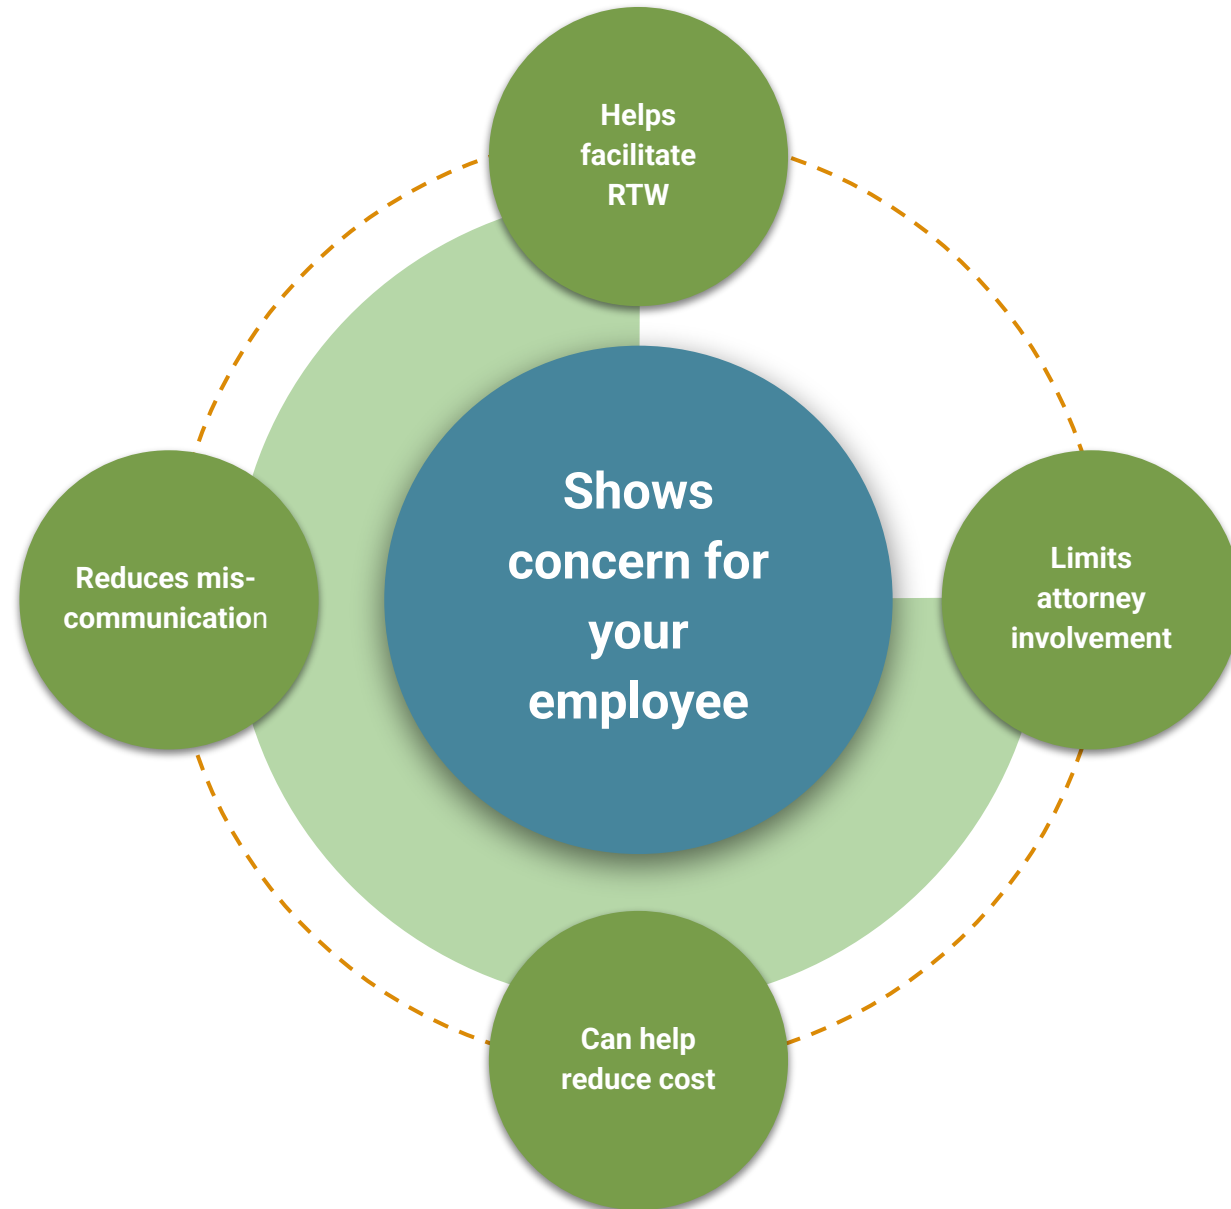 Helps
facilitate
RTW
Shows
concern for
your
employee
Reduces mis-
communication
Limits
attorney
involvement
Can help
reduce cost